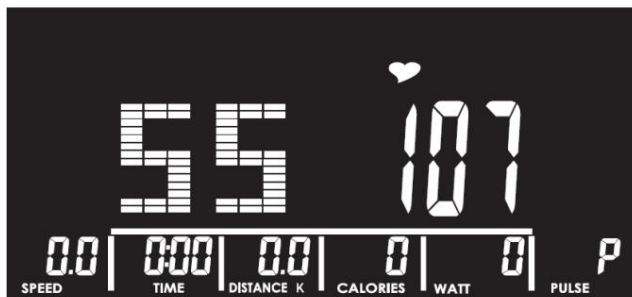 55 107
0.0 0:00 0.0 0 0 P
SPEED TIME DISTANCE K CALORIES WATT PULSE